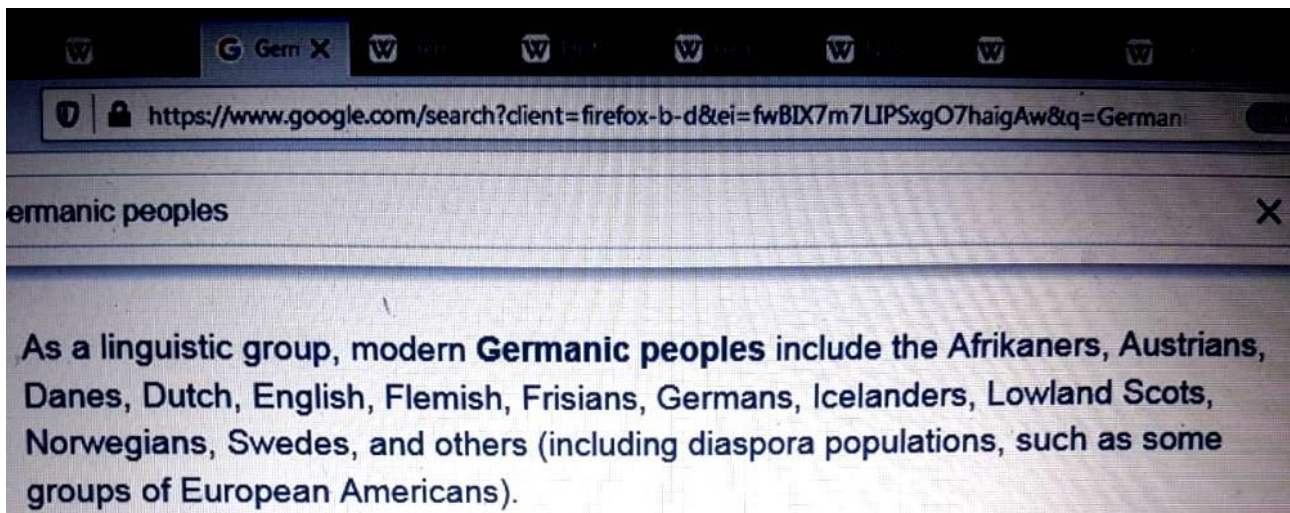 G Gem X
https://www.google.com/search?client=firefox-b-d&ei=fwBIX7m7LIPSxgO7haigAw&q=German
ermanic peoples
As a linguistic group, modern Germanic peoples include the Afrikaners, Austrians,
Danes, Dutch, English, Flemish, Frisians, Germans, Icelanders, Lowland Scots,
Norwegians, Swedes, and others (including diaspora populations, such as some
groups of European Americans).